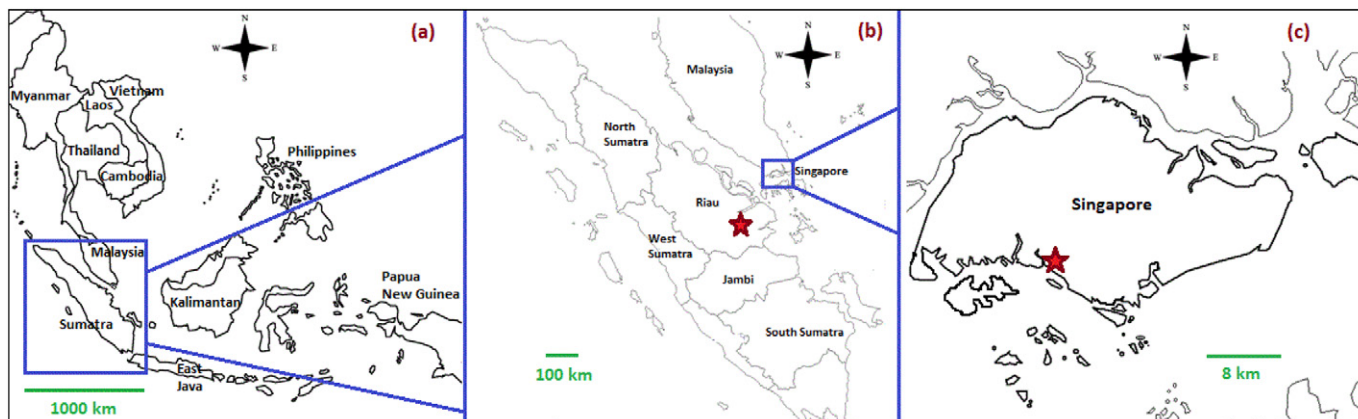 (a)
N
W E
S
Myanmar
Vietnam
Laos
Thailand
Cambodia
Philippines
Malaysia
Sumatra
Kalimantan
Papua
New Guinea
East
Java
1000 km
(b)
N
W E
S
Malaysia
North
Sumatra
Singapore
Riau
West
Sumatra
Jambi
South Sumatra
100 km
(c)
N
W E
S
Singapore
8 km